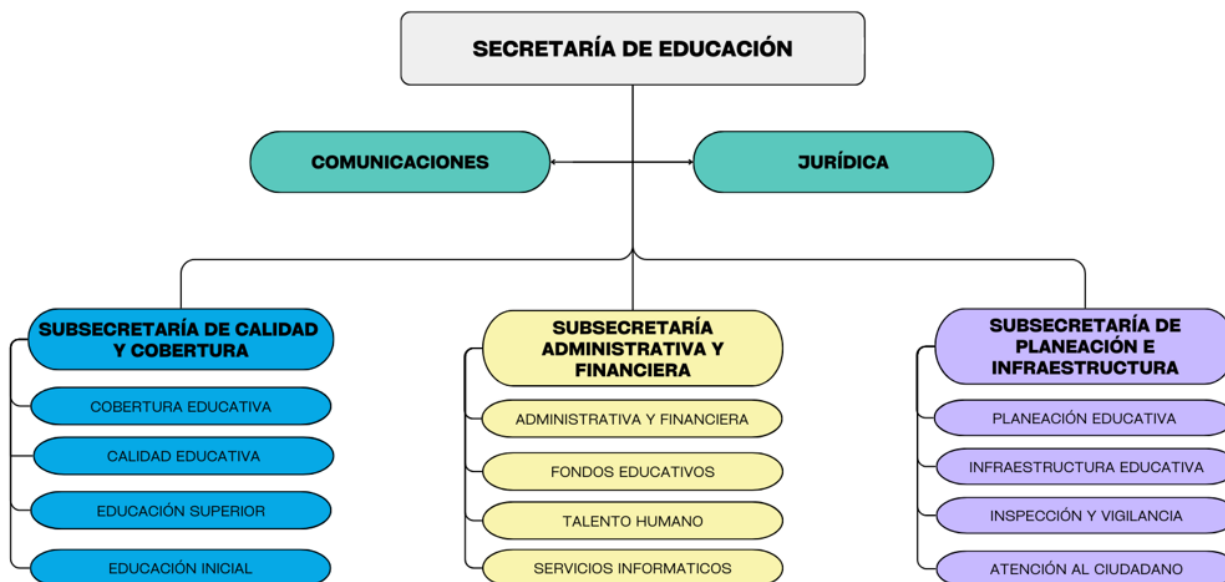 SECRETARÍA DE EDUCACIÓN
COMUNICACIONES
JURÍDICA
SUBSECRETARÍA DE CALIDAD
Y COBERTURA
COBERTURA EDUCATIVA
CALIDAD EDUCATIVA
EDUCACIÓN SUPERIOR
EDUCACIÓN INICIAL
SUBSECRETARÍA
ADMINISTRATIVA Y
FINANCIERA
ADMINISTRATIVA Y FINANCIERA
FONDOS EDUCATIVOS
TALENTO HUMANO
SERVICIOS INFORMATICOS
SUBSECRETARÍA DE
PLANEACIÓN E
INFRAESTRUCTURA
PLANEACIÓN EDUCATIVA
INFRAESTRUCTURA EDUCATIVA
INSPECCIÓN Y VIGILANCIA
ATENCIÓN AL CIUDADANO